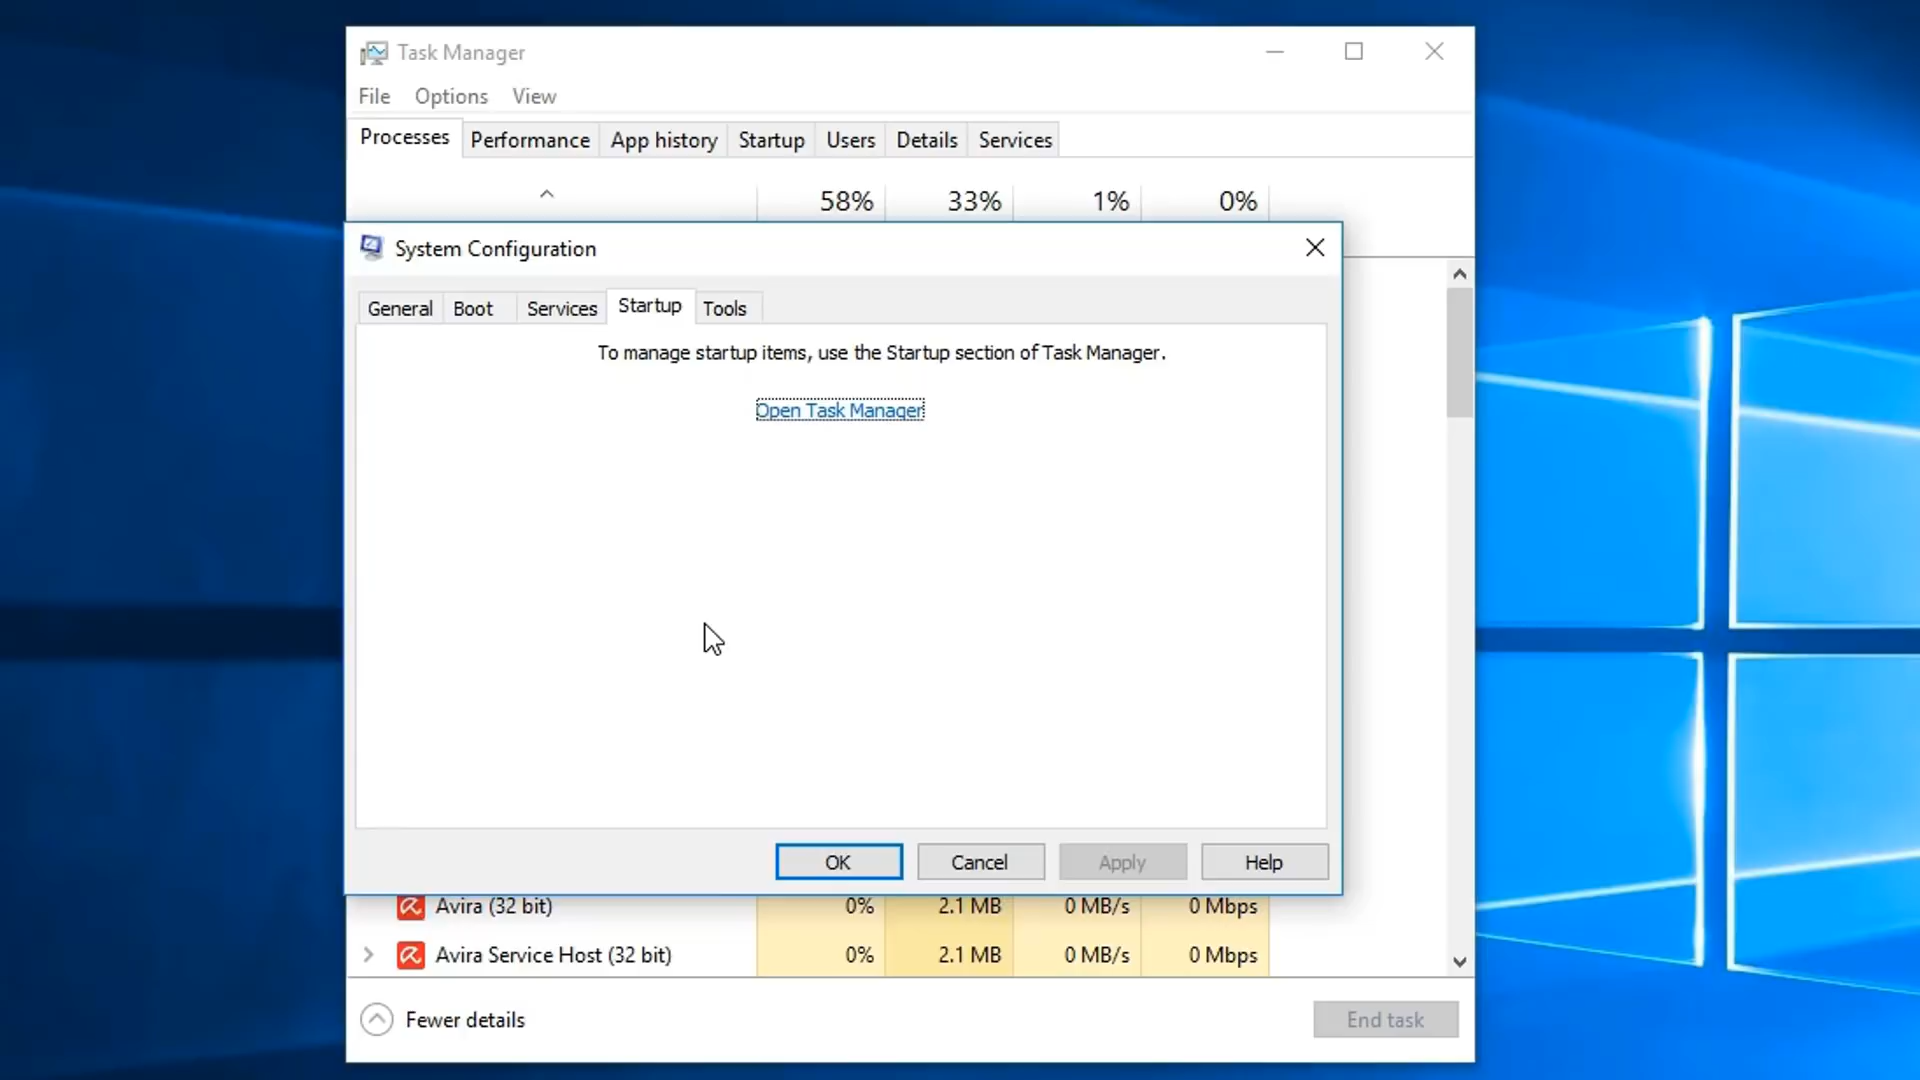 Task Manager
File Options View
Processes Performance App history Startup Users Details Services
58% 33% 1% 0%
System Configuration
General Boot Services Startup Tools
To manage startup items, use the Startup section of Task Manager.
Open Task Manager
OK Cancel Apply Help
Avira (32 bit) 0% 2.1 MB 0 MB/s 0 Mbps
Avira Service Host (32 bit) 0% 2.1 MB 0 MB/s 0 Mbps
Fewer details End task